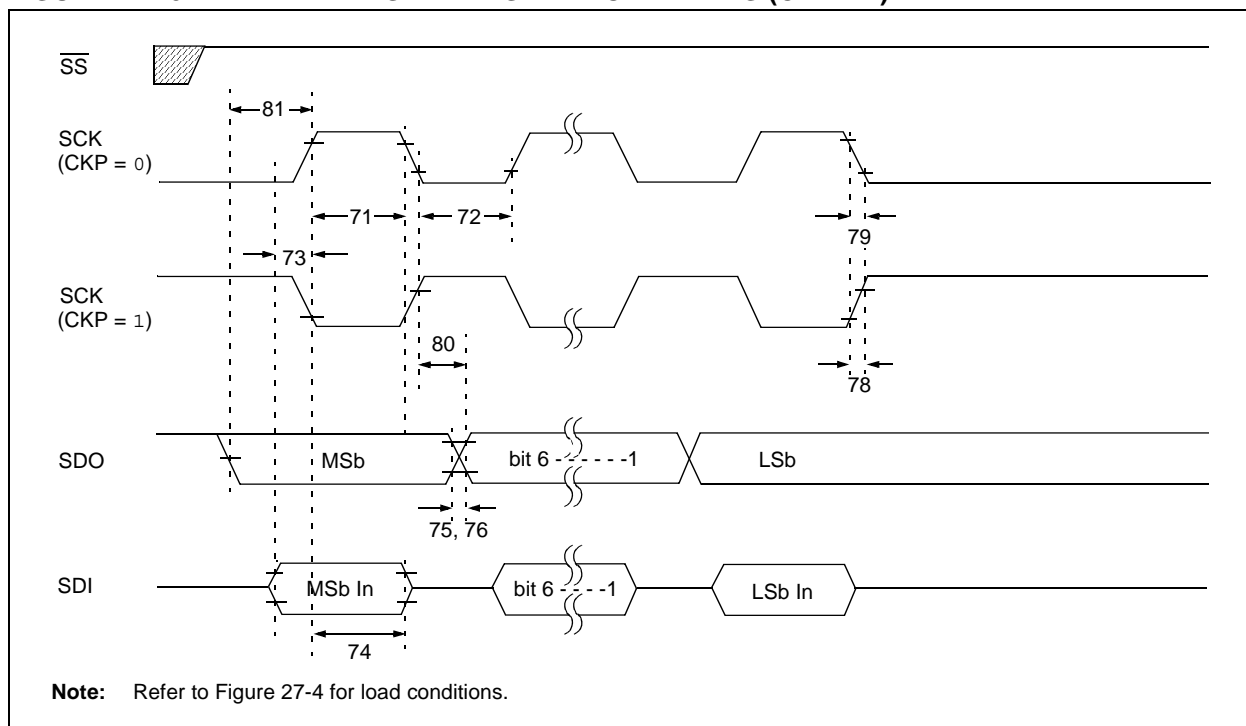 SS
81
SCK
(CKP = 0)
71
72
79
73
SCK
(CKP = 1)
80
78
SDO
MSb
bit 6 - - - - - -1
LSb
75, 76
SDI
MSb In
bit 6 - - - -1
LSb In
74
Note: Refer to Figure 27-4 for load conditions.